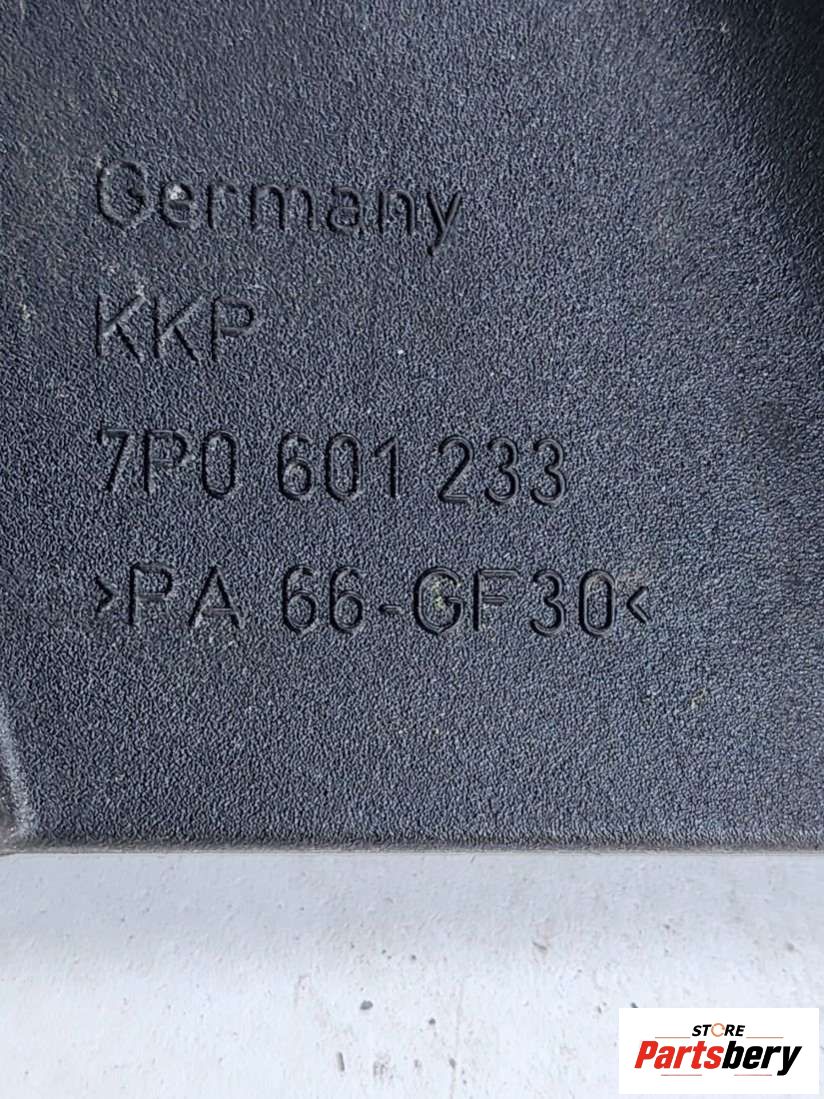 Germany
KKP
7P0 601 233
>PA 66-GF30<
STORE
Partsbery